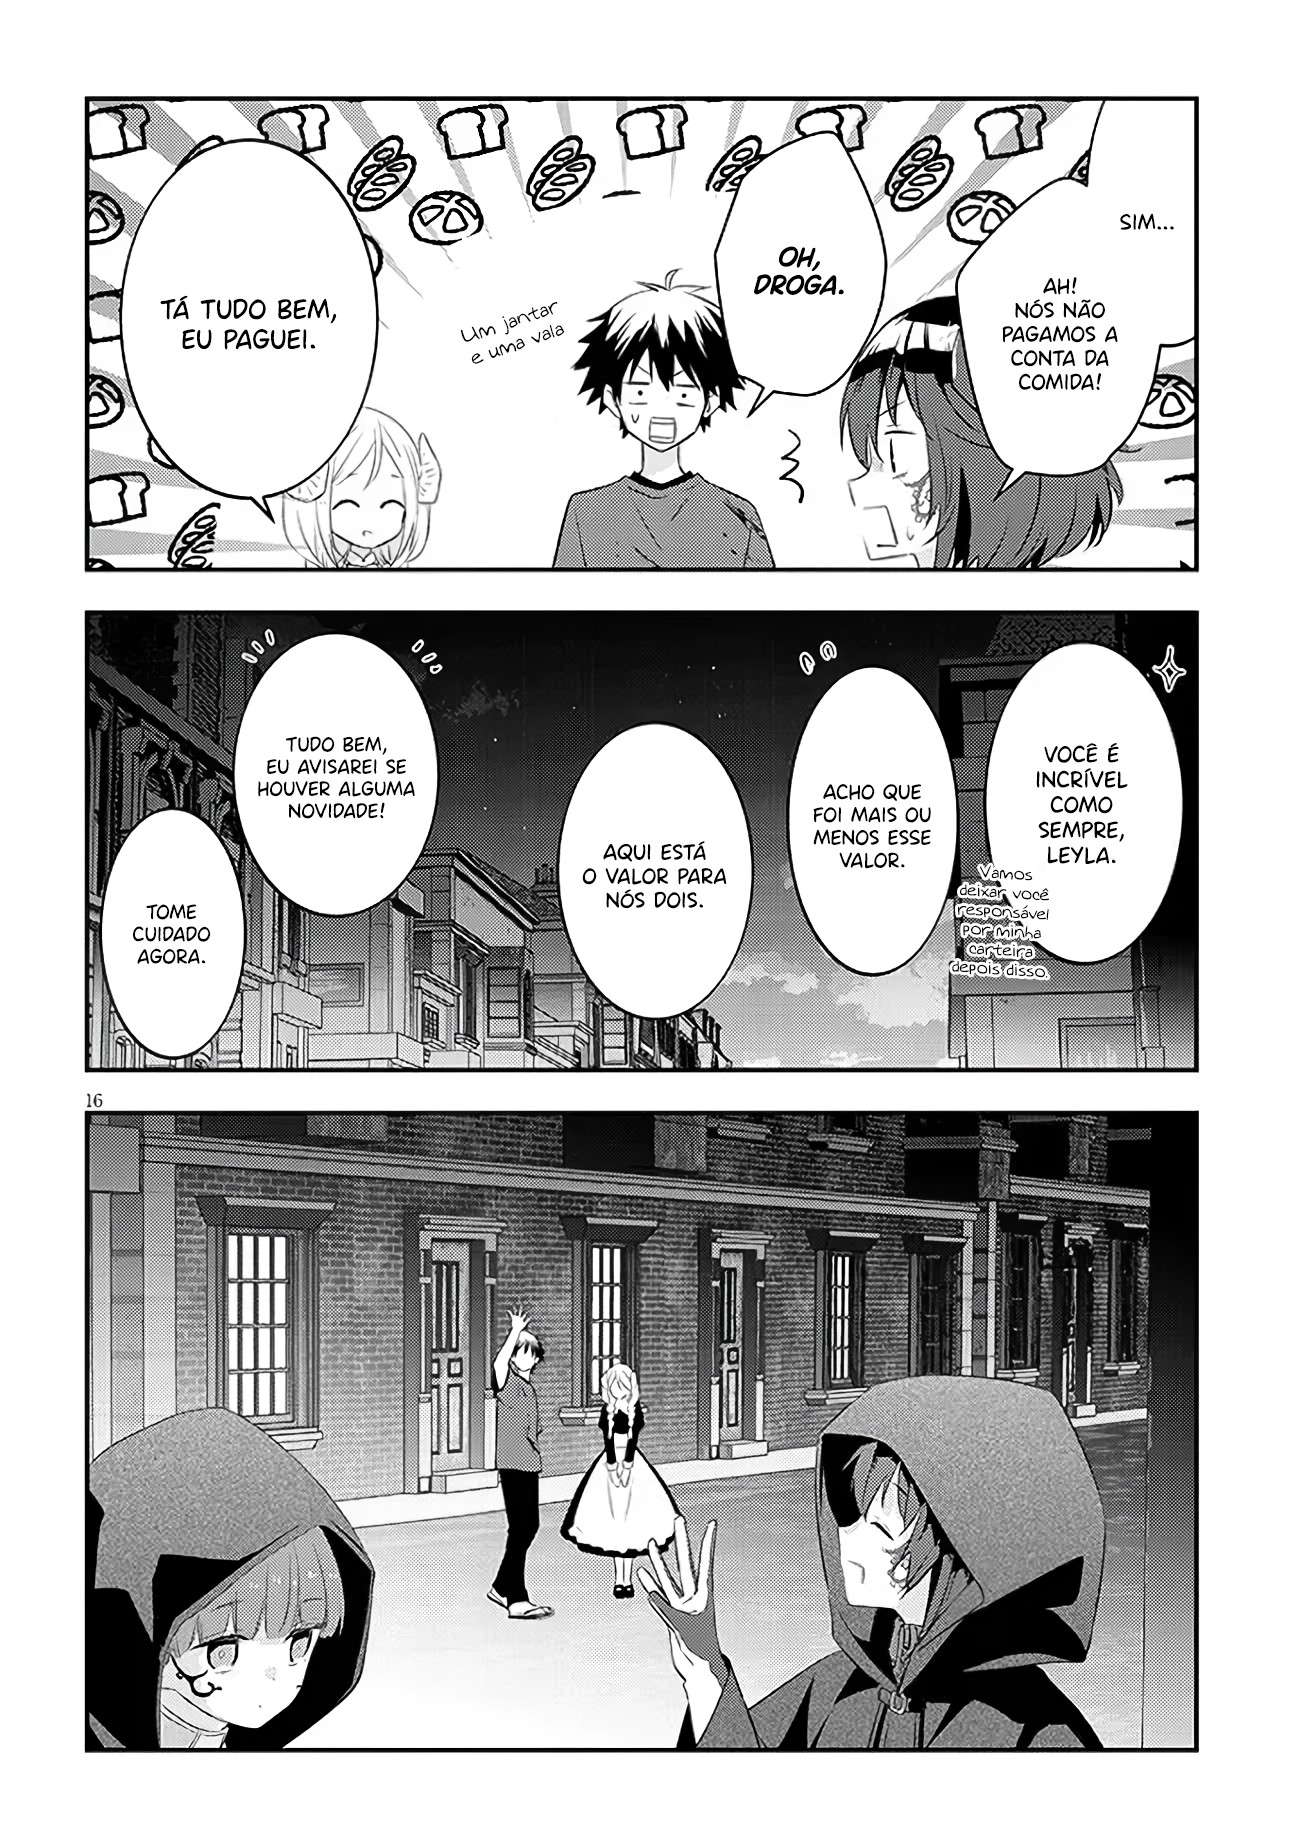 SIM...
AH!
NÓS NÃO
PAGAMOS A
CONTA DA
COMIDA!
OH,
DROGA.
Um jantar
e uma vala
TÁ TUDO BEM,
EU PAGUEI.
VOCÊ É
INCRÍVEL
COMO
SEMPRE,
LEYLA.
Vamos
deixar você
responsável
por minha
carteira
depois disso.
ACHO QUE
FOI MAIS OU
MENOS ESSE
VALOR.
AQUI ESTÁ
O VALOR PARA
NÓS DOIS.
TUDO BEM,
EU AVISAREI SE
HOUVER ALGUMA
NOVIDADE!
TOME
CUIDADO
AGORA.
16